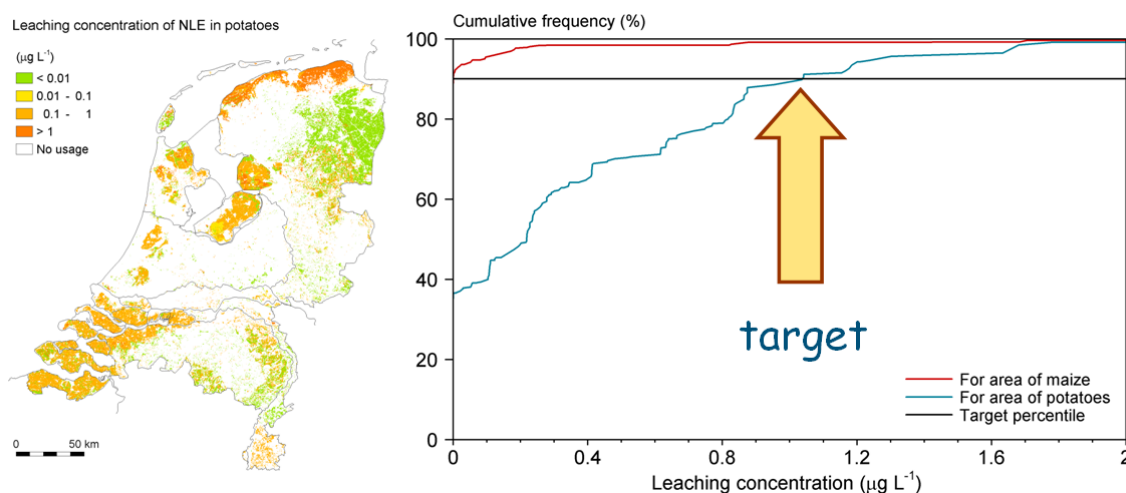 Leaching concentration of NLE in potatoes
(µg L⁻¹)
< 0.01
0.01 - 0.1
0.1 - 1
> 1
No usage
0 50 km
Cumulative frequency (%)
100
80
60
40
20
0
0 0.4 0.8 1.2 1.6 2
Leaching concentration (µg L⁻¹)
target
For area of maize
For area of potatoes
Target percentile